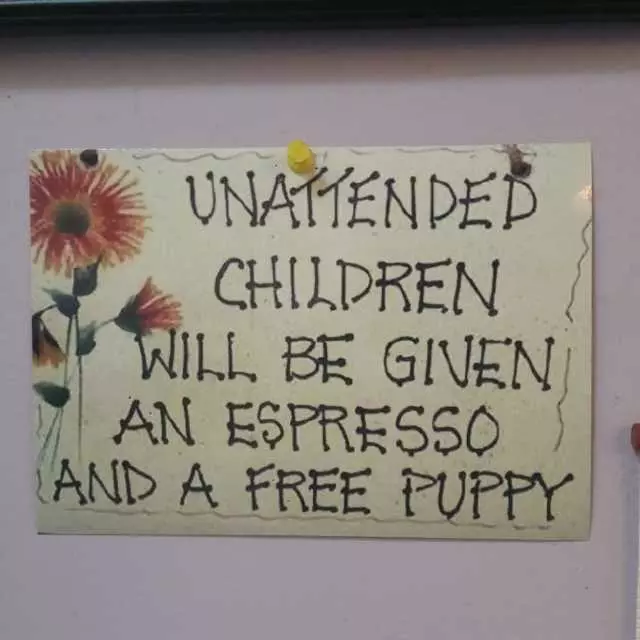 UNATTENDED
CHILDREN
WILL BE GIVEN
AN ESPRESSO
AND A FREE PUPPY